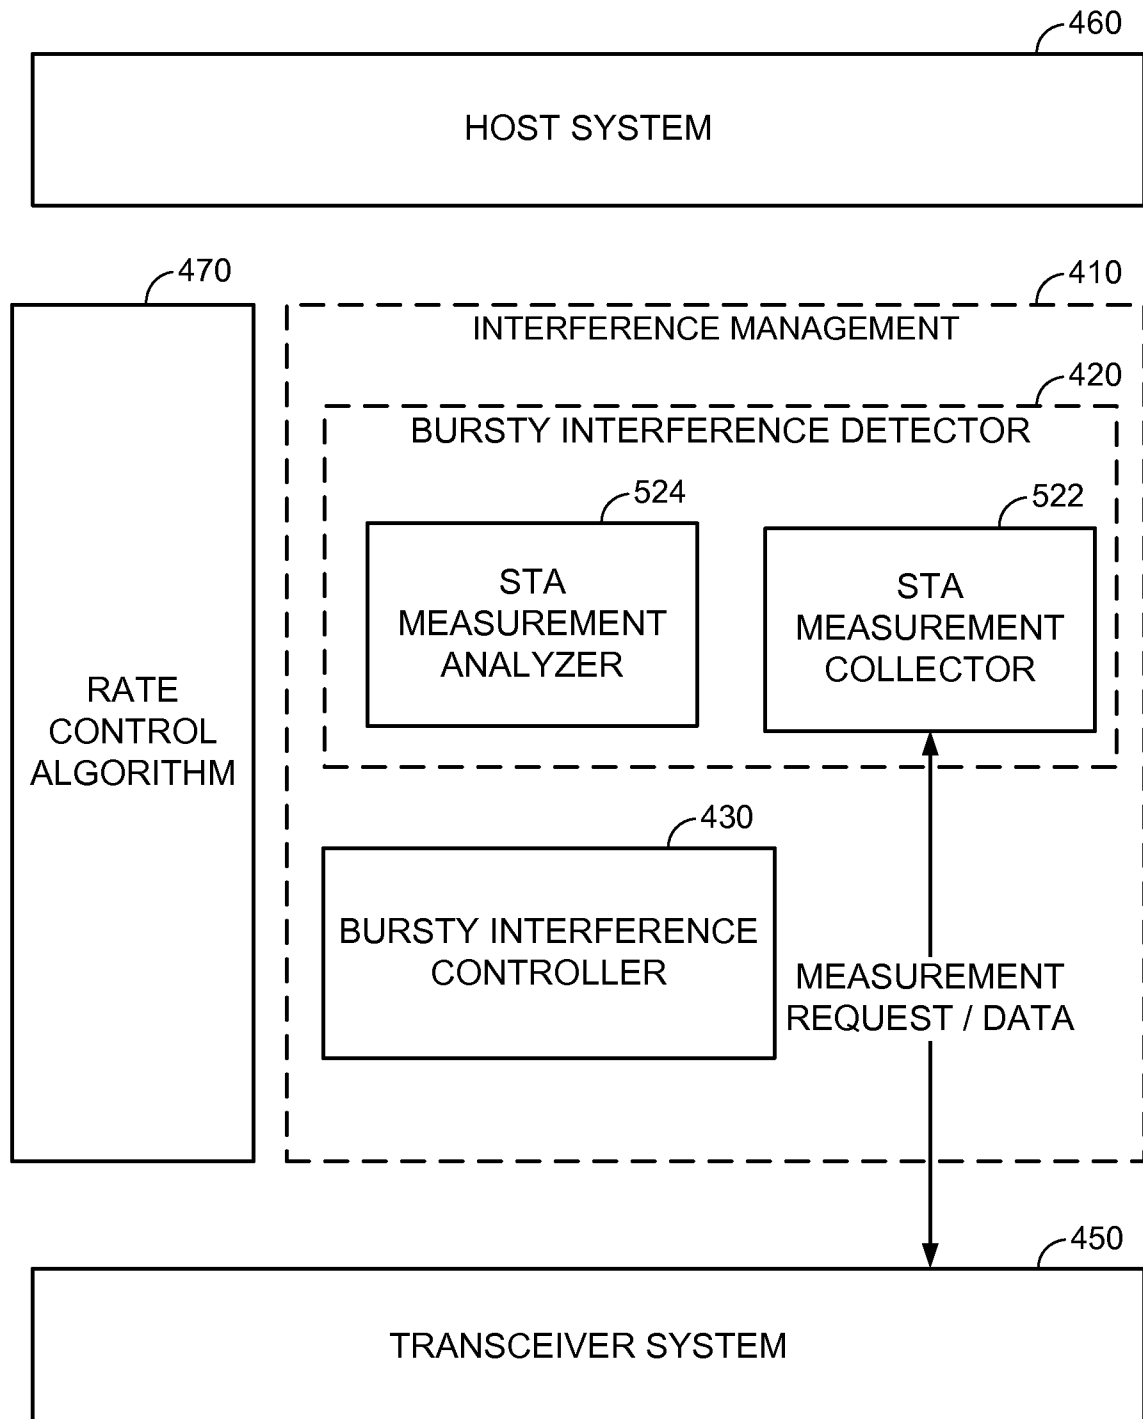 460
HOST SYSTEM
470
410
INTERFERENCE MANAGEMENT
420
BURSTY INTERFERENCE DETECTOR
524
522
STA
MEASUREMENT
ANALYZER
STA
MEASUREMENT
COLLECTOR
RATE
CONTROL
ALGORITHM
430
BURSTY INTERFERENCE
CONTROLLER
MEASUREMENT
REQUEST / DATA
450
TRANSCEIVER SYSTEM